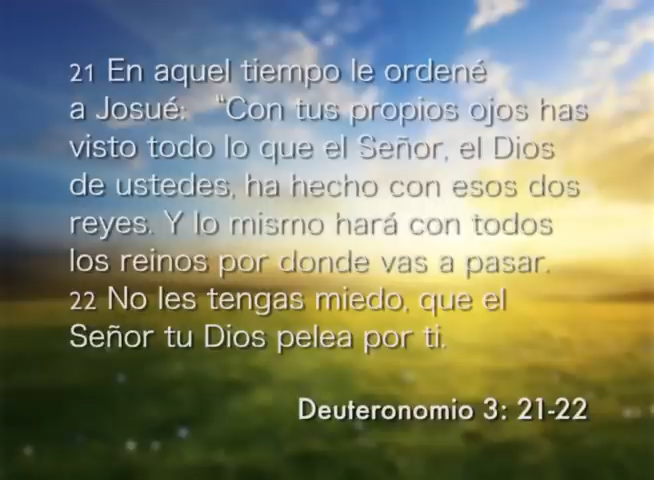 21 En aquel tiempo le ordené
a Josué: “Con tus propios ojos has
visto todo lo que el Señor, el Dios
de ustedes, ha hecho con esos dos
reyes. Y lo mismo hará con todos
los reinos por donde vas a pasar.
22 No les tengas miedo, que el
Señor tu Dios pelea por ti.
Deuteronomio 3: 21-22